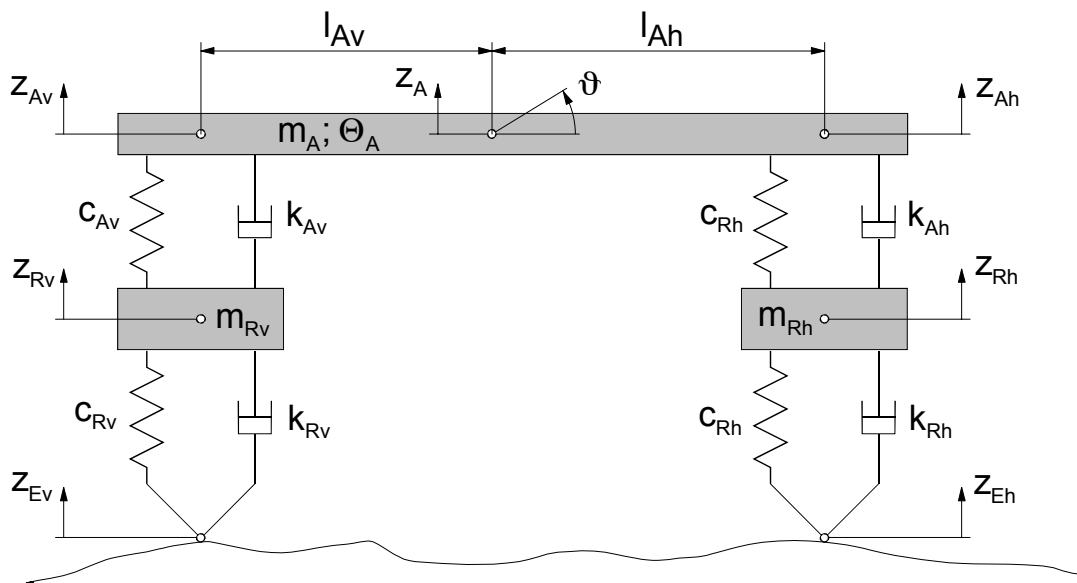 l_Av l_Ah
z_Av z_A ϑ z_Ah
m_A; Θ_A
c_Av k_Av c_Rh k_Ah
z_Rv z_Rh
m_Rv m_Rh
c_Rv k_Rv c_Rh k_Rh
z_Ev z_Eh